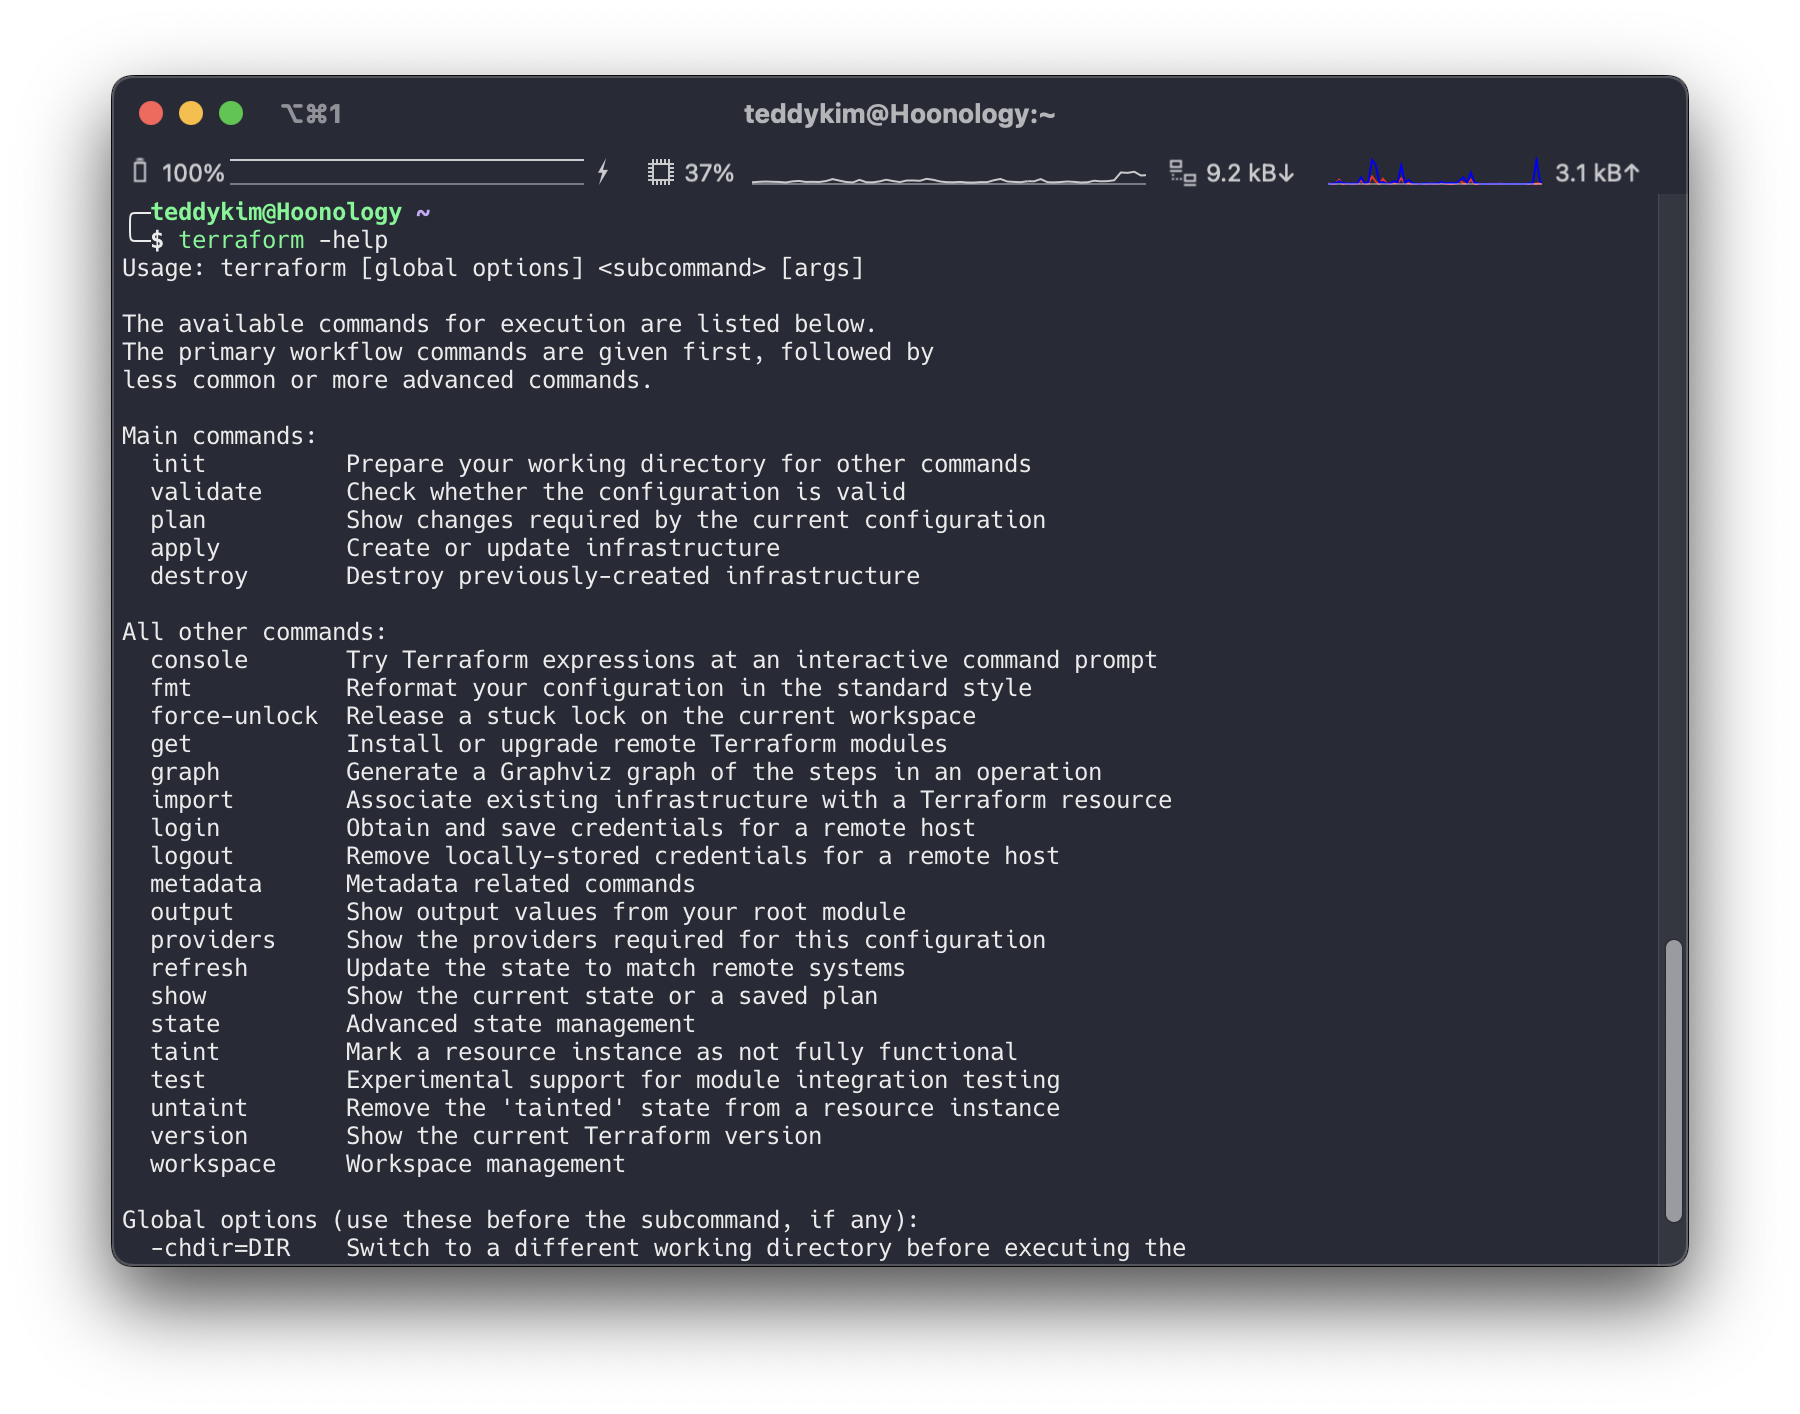 ⌥⌘1 teddykim@Hoonology:~
100% 37% 9.2 kB↓ 3.1 kB↑
teddykim@Hoonology ~
$ terraform -help
Usage: terraform [global options] <subcommand> [args]
The available commands for execution are listed below.
The primary workflow commands are given first, followed by
less common or more advanced commands.
Main commands:
init          Prepare your working directory for other commands
validate      Check whether the configuration is valid
plan          Show changes required by the current configuration
apply         Create or update infrastructure
destroy       Destroy previously-created infrastructure
All other commands:
console       Try Terraform expressions at an interactive command prompt
fmt           Reformat your configuration in the standard style
force-unlock  Release a stuck lock on the current workspace
get           Install or upgrade remote Terraform modules
graph         Generate a Graphviz graph of the steps in an operation
import        Associate existing infrastructure with a Terraform resource
login         Obtain and save credentials for a remote host
logout        Remove locally-stored credentials for a remote host
metadata      Metadata related commands
output        Show output values from your root module
providers     Show the providers required for this configuration
refresh       Update the state to match remote systems
show          Show the current state or a saved plan
state         Advanced state management
taint         Mark a resource instance as not fully functional
test          Experimental support for module integration testing
untaint       Remove the 'tainted' state from a resource instance
version       Show the current Terraform version
workspace     Workspace management
Global options (use these before the subcommand, if any):
-chdir=DIR    Switch to a different working directory before executing the